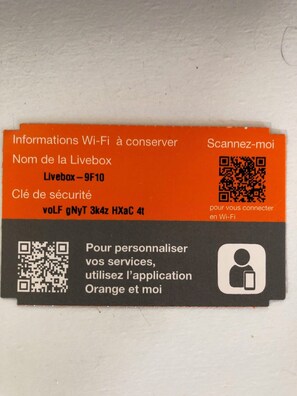 Informations Wi-Fi à conserver
Scannez-moi
Nom de la Livebox
Livebox-9F10
Clé de sécurité
voLF gNyT 3k4z HXaC 4t
pour vous connecter
en Wi-Fi
Pour personnaliser
vos services,
utilisez l'application
Orange et moi